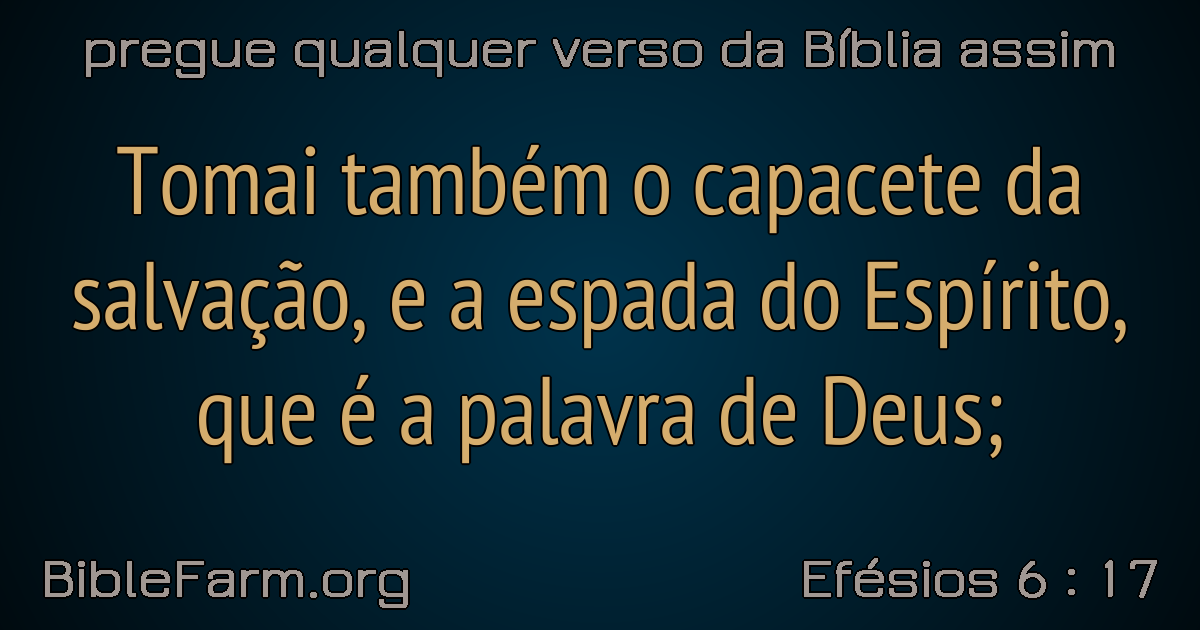 pregue qualquer verso da Bíblia assim
Tomai também o capacete da
salvação, e a espada do Espírito,
que é a palavra de Deus;
BibleFarm.org
Efésios 6 : 17